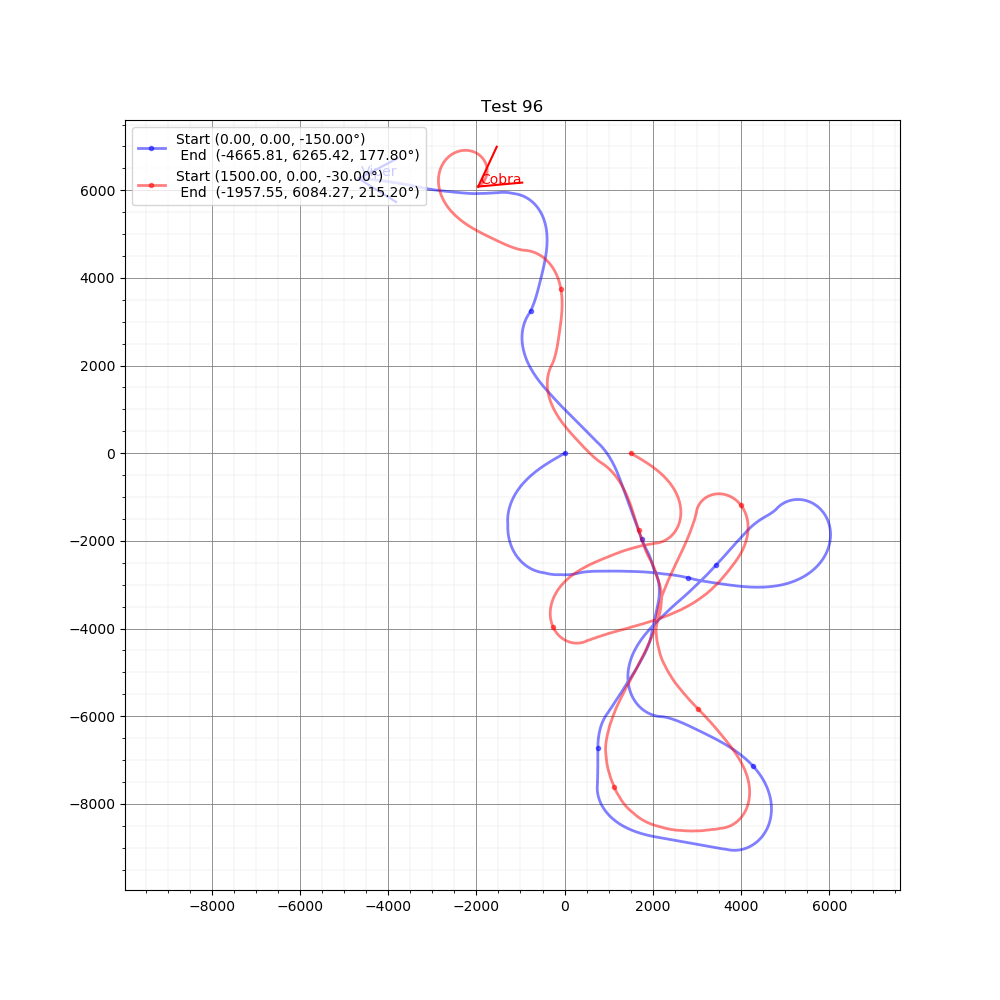 Test 96
Start (0.00, 0.00, -150.00°)
End  (-4665.81, 6265.42, 177.80°)
Start (1500.00, 0.00, -30.00°)
End  (-1957.55, 6084.27, 215.20°)
Cobra
6000
4000
2000
0
−2000
−4000
−6000
−8000
−8000 −6000 −4000 −2000 0 2000 4000 6000